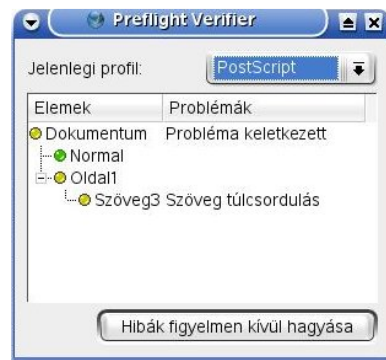 Preflight Verifier
Jelenlegi profil: PostScript
Elemek Problémák
Dokumentum Probléma keletkezett
Normal
Oldal1
Szöveg3 Szöveg túlcsordulás
Hibák figyelmen kívül hagyása